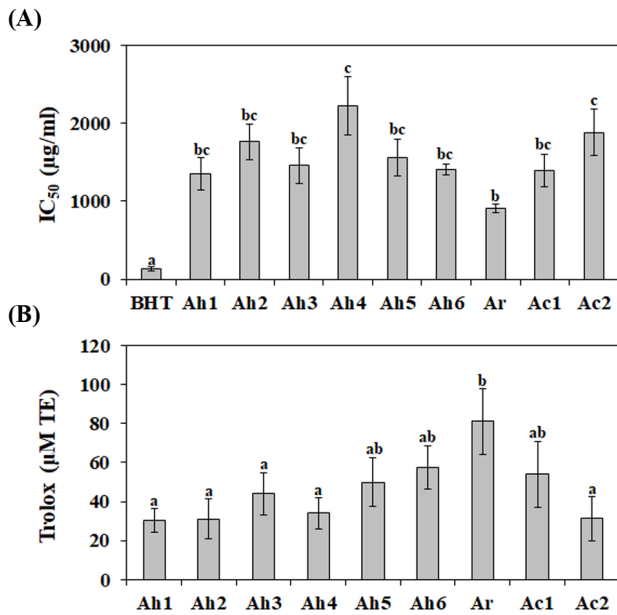 (A)
3000
2000
1000
0
IC50 (µg/ml)
a
bc
bc
bc
c
bc
bc
b
bc
c
BHT Ah1 Ah2 Ah3 Ah4 Ah5 Ah6 Ar Ac1 Ac2
(B)
120
100
80
60
40
20
0
Trolox (µM TE)
a
a
a
a
ab
ab
b
ab
a
Ah1 Ah2 Ah3 Ah4 Ah5 Ah6 Ar Ac1 Ac2